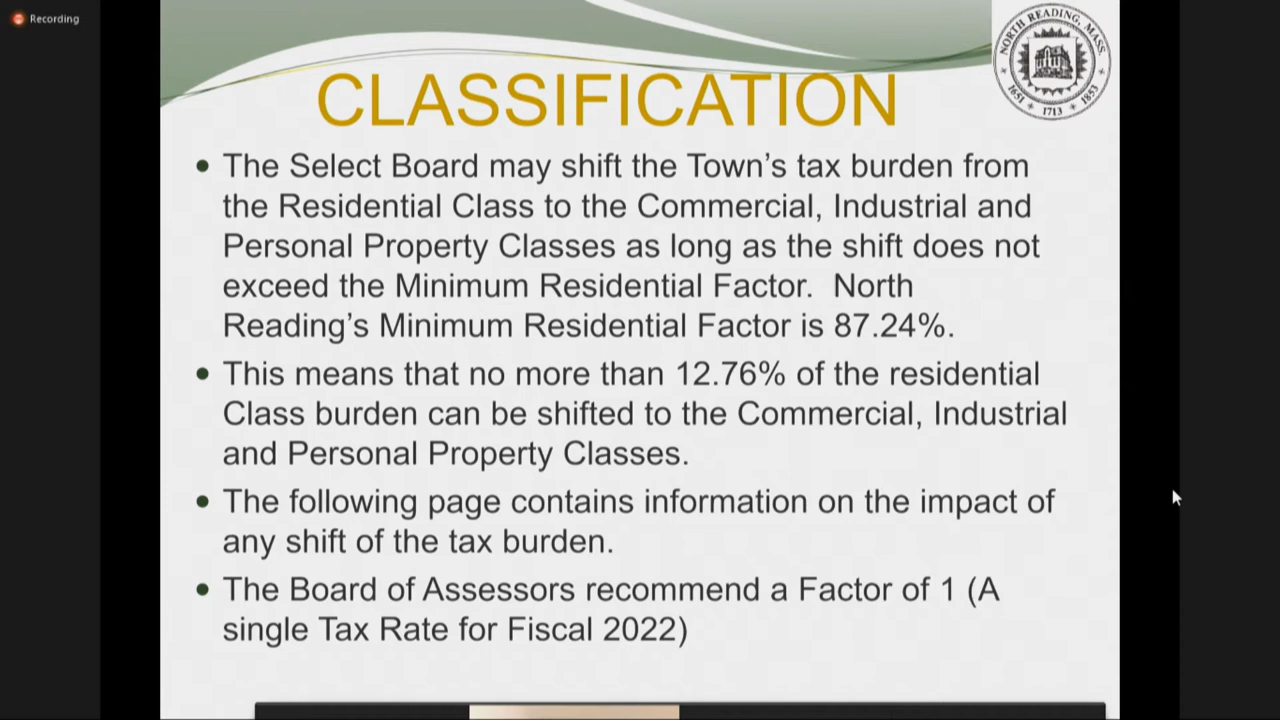 Recording
NORTH READING, MASS.
1651 1713 1853
CLASSIFICATION
• The Select Board may shift the Town’s tax burden from
the Residential Class to the Commercial, Industrial and
Personal Property Classes as long as the shift does not
exceed the Minimum Residential Factor.  North
Reading’s Minimum Residential Factor is 87.24%.
• This means that no more than 12.76% of the residential
Class burden can be shifted to the Commercial, Industrial
and Personal Property Classes.
• The following page contains information on the impact of
any shift of the tax burden.
• The Board of Assessors recommend a Factor of 1 (A
single Tax Rate for Fiscal 2022)